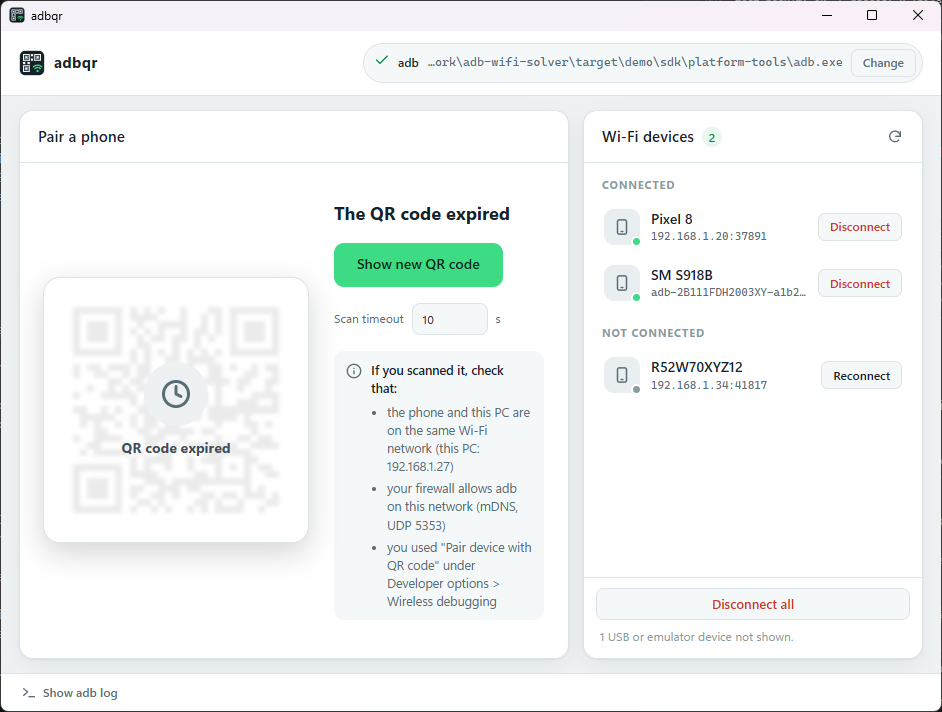 adbqr
adbqr
adb …ork\adb-wifi-solver\target\demo\sdk\platform-tools\adb.exe Change
Pair a phone
The QR code expired
Show new QR code
Scan timeout 10 s
QR code expired
If you scanned it, check
that:
• the phone and this PC are
on the same Wi-Fi
network (this PC:
192.168.1.27)
• your firewall allows adb
on this network (mDNS,
UDP 5353)
• you used "Pair device with
QR code" under
Developer options >
Wireless debugging
Wi-Fi devices 2
CONNECTED
Pixel 8
192.168.1.20:37891
Disconnect
SM S918B
adb-2B111FDH2003XY-a1b2…
Disconnect
NOT CONNECTED
R52W70XYZ12
192.168.1.34:41817
Reconnect
Disconnect all
1 USB or emulator device not shown.
>_ Show adb log